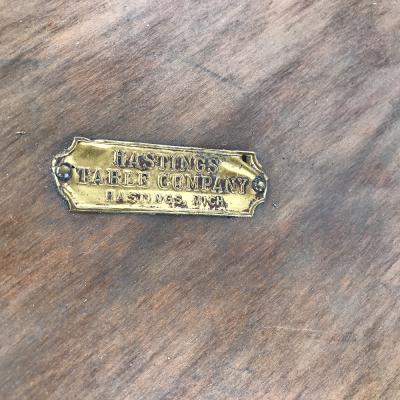 HASTINGS
TABLE COMPANY
HASTINGS, MICH.